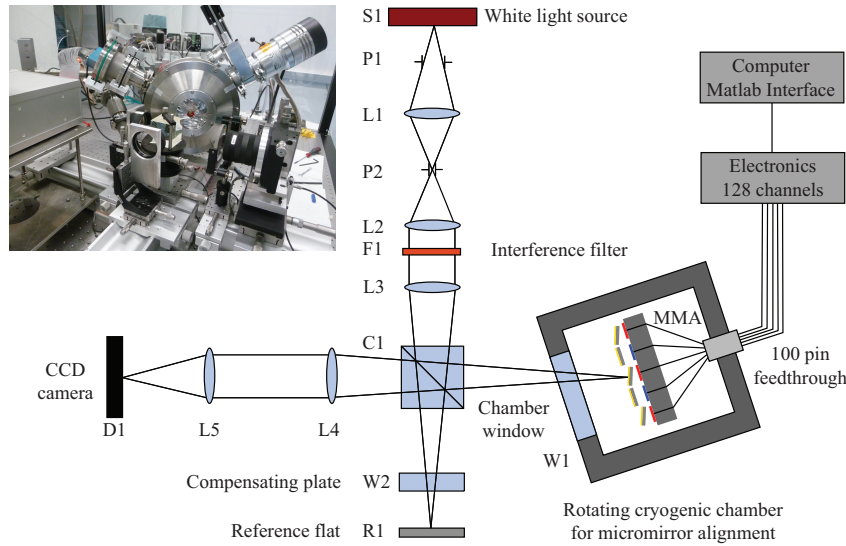 S1 White light source
P1
L1
P2
L2
F1 Interference filter
L3
C1
Computer
Matlab Interface
Electronics
128 channels
MMA
100 pin
feedthrough
CCD
camera
D1
L5
L4
Chamber
window
W1
Compensating plate W2
Reference flat R1
Rotating cryogenic chamber
for micromirror alignment